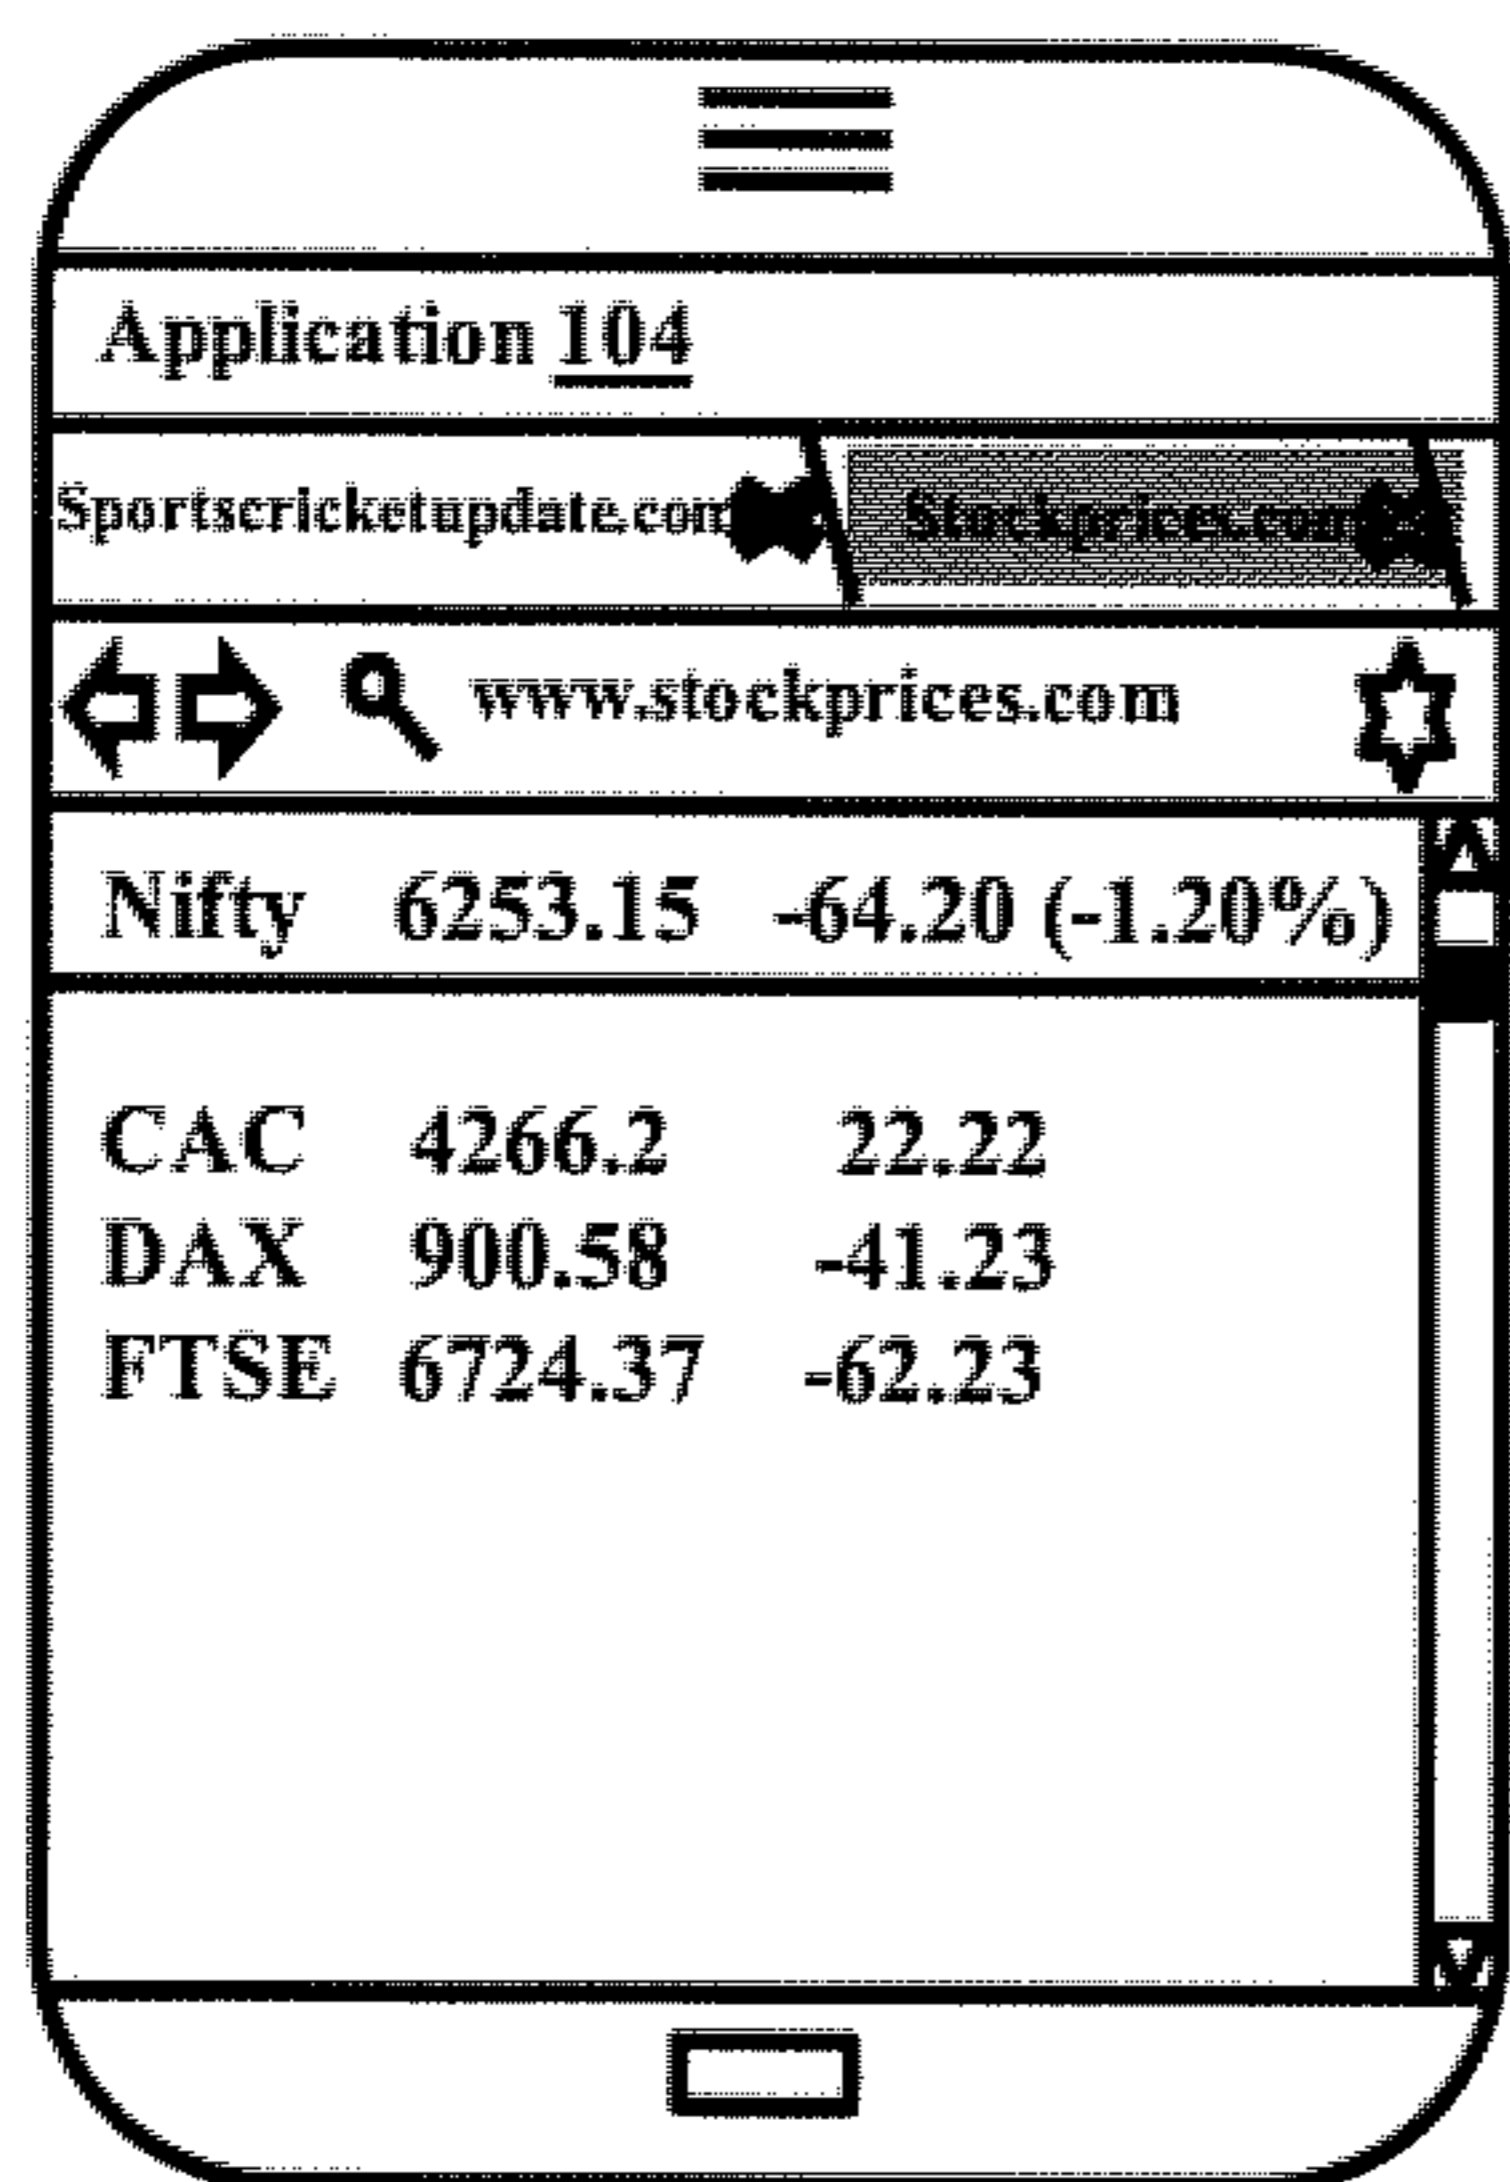 Application 104
Sportscricketupdate.com Stockprices.com
www.stockprices.com
Nifty 6253.15 -64.20 (-1.20%)
CAC 4266.2 22.22
DAX 900.58 -41.23
FTSE 6724.37 -62.23